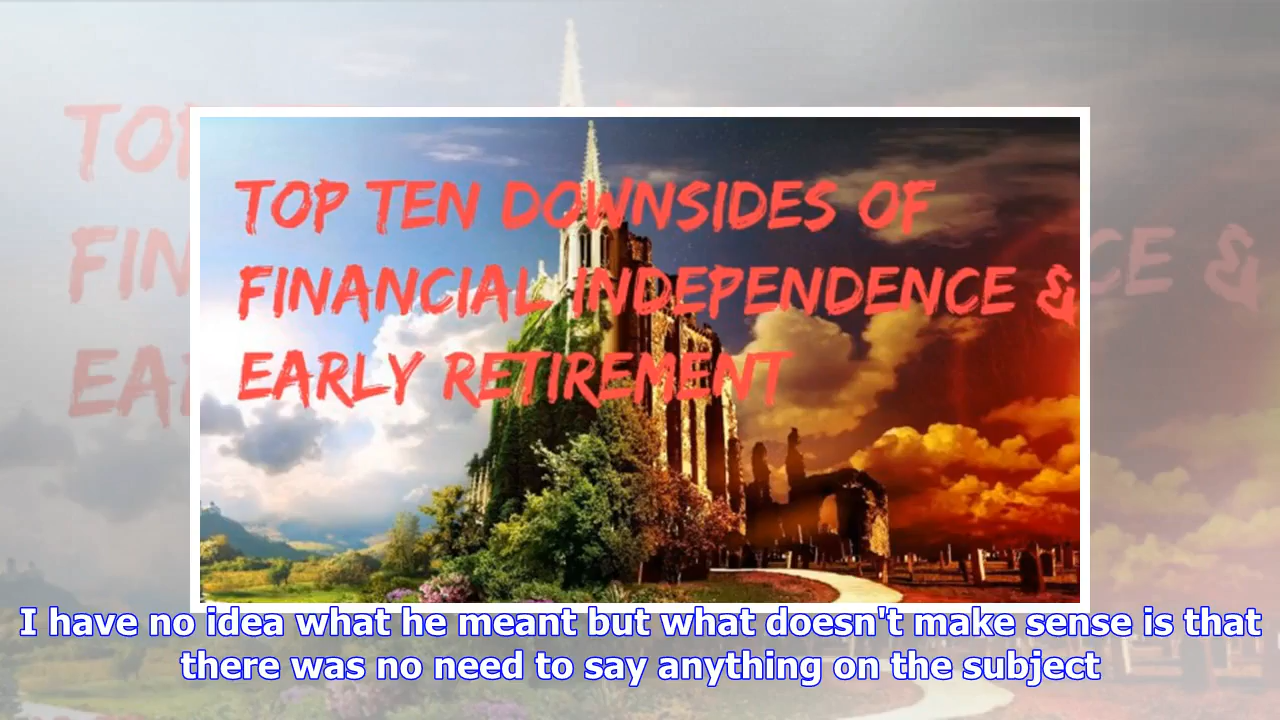 TOP TEN DOWNSIDES OF
FINANCIAL INDEPENDENCE &
EARLY RETIREMENT
I have no idea what he meant but what doesn't make sense is that
there was no need to say anything on the subject